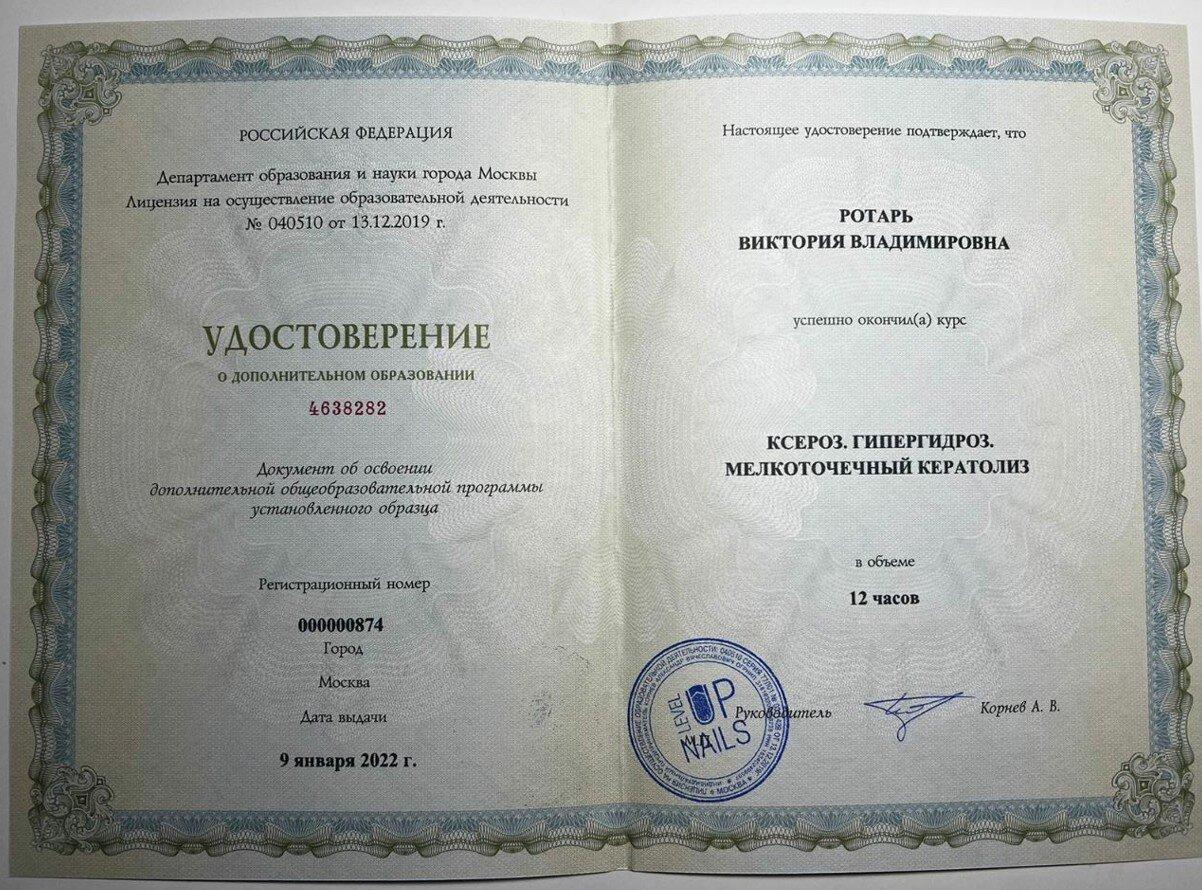 РОССИЙСКАЯ ФЕДЕРАЦИЯ
Департамент образования и науки города Москвы
Лицензия на осуществление образовательной деятельности
№ 040510 от 13.12.2019 г.
УДОСТОВЕРЕНИЕ
О ДОПОЛНИТЕЛЬНОМ ОБРАЗОВАНИИ
4638282
Документ об освоении
дополнительной общеобразовательной программы
установленного образца
Регистрационный номер
000000874
Город
Москва
Дата выдачи
9 января 2022 г.
Настоящее удостоверение подтверждает, что
РОТАРЬ
ВИКТОРИЯ ВЛАДИМИРОВНА
успешно окончил(а) курс
КСЕРОЗ. ГИПЕРГИДРОЗ.
МЕЛКОТОЧЕЧНЫЙ КЕРАТОЛИЗ
в объеме
12 часов
Руководитель
Корнев А. В.
М.П.
LEVEL UP
NAILS
МОСКВА